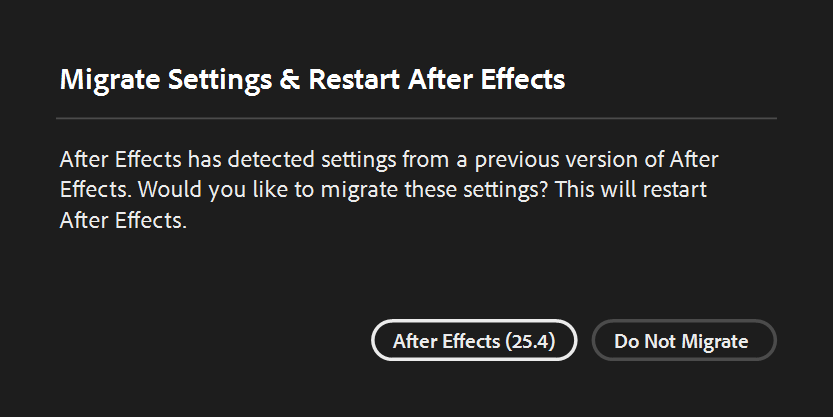 Migrate Settings & Restart After Effects
After Effects has detected settings from a previous version of After
Effects. Would you like to migrate these settings? This will restart
After Effects.
After Effects (25.4)
Do Not Migrate